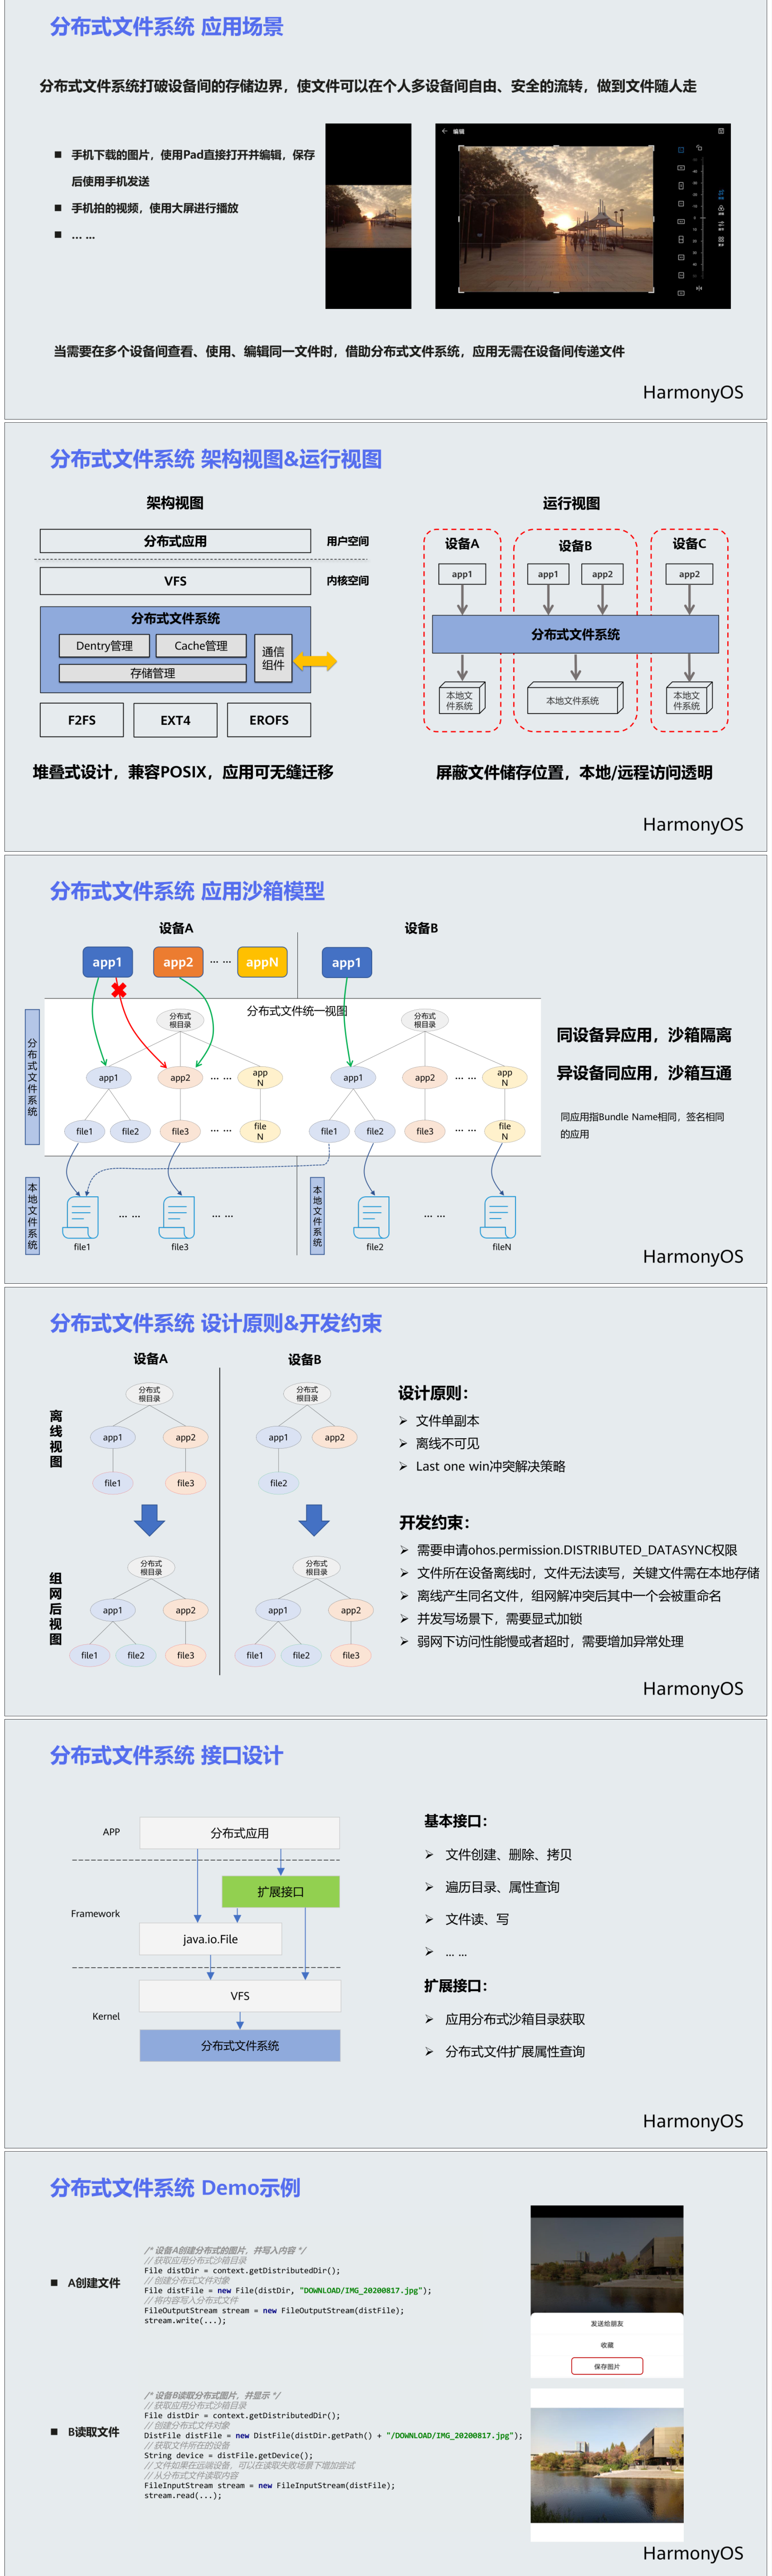 分布式文件系统 应用场景
分布式文件系统打破设备间的存储边界，使文件可以在个人多设备间自由、安全的流转，做到文件随人走
■ 手机下载的图片，使用Pad直接打开并编辑，保存
后使用手机发送
■ 手机拍的视频，使用大屏进行播放
■ … …
← 编辑
当需要在多个设备间查看、使用、编辑同一文件时，借助分布式文件系统，应用无需在设备间传递文件
HarmonyOS
分布式文件系统 架构视图&运行视图
架构视图
分布式应用
用户空间
VFS
内核空间
分布式文件系统
Dentry管理
Cache管理
存储管理
通信
组件
F2FS
EXT4
EROFS
堆叠式设计，兼容POSIX，应用可无缝迁移
运行视图
设备A
设备B
设备C
app1
app1
app2
app2
分布式文件系统
本地文
件系统
本地文件系统
本地文
件系统
屏蔽文件储存位置，本地/远程访问透明
HarmonyOS
分布式文件系统 应用沙箱模型
设备A
设备B
app1
app2
… …
appN
app1
分布式文件统一视图
分布式文件系统
分布式
根目录
分布式
根目录
app1
app2
… …
app
N
app1
app2
… …
app
N
file1
file2
file3
… …
file
N
file1
file2
file3
… …
file
N
本地文件系统
… …
… …
本地文件系统
… …
file1
file3
file2
fileN
同设备异应用，沙箱隔离
异设备同应用，沙箱互通
同应用指Bundle Name相同，签名相同
的应用
HarmonyOS
分布式文件系统 设计原则&开发约束
设备A
设备B
离线视图
分布式
根目录
分布式
根目录
app1
app2
app1
app2
file1
file3
file2
组网后视图
分布式
根目录
分布式
根目录
app1
app2
app1
app2
file1
file2
file3
file1
file2
file3
设计原则：
➢ 文件单副本
➢ 离线不可见
➢ Last one win冲突解决策略
开发约束：
➢ 需要申请ohos.permission.DISTRIBUTED_DATASYNC权限
➢ 文件所在设备离线时，文件无法读写，关键文件需在本地存储
➢ 离线产生同名文件，组网解冲突后其中一个会被重命名
➢ 并发写场景下，需要显式加锁
➢ 弱网下访问性能慢或者超时，需要增加异常处理
HarmonyOS
分布式文件系统 接口设计
APP
分布式应用
扩展接口
Framework
java.io.File
VFS
Kernel
分布式文件系统
基本接口：
➢ 文件创建、删除、拷贝
➢ 遍历目录、属性查询
➢ 文件读、写
➢ … …
扩展接口：
➢ 应用分布式沙箱目录获取
➢ 分布式文件扩展属性查询
HarmonyOS
分布式文件系统 Demo示例
■ A创建文件
/* 设备A创建分布式的图片，并写入内容 */
// 获取应用分布式沙箱目录
File distDir = context.getDistributedDir();
// 创建分布式文件对象
File distFile = new File(distDir, "DOWNLOAD/IMG_20200817.jpg");
// 将内容写入分布式文件
FileOutputStream stream = new FileOutputStream(distFile);
stream.write(...);
发送给朋友
收藏
保存图片
■ B读取文件
/* 设备B读取分布式图片，并显示 */
// 获取应用分布式沙箱目录
File distDir = context.getDistributedDir();
// 创建分布式文件对象
DistFile distFile = new DistFile(distDir.getPath() + "/DOWNLOAD/IMG_20200817.jpg");
// 获取文件所在的设备
String device = distFile.getDevice();
// 文件如果在远端设备，可以在读取失败场景下增加尝试
// 从分布式文件读取内容
FileInputStream stream = new FileInputStream(distFile);
stream.read(...);
HarmonyOS